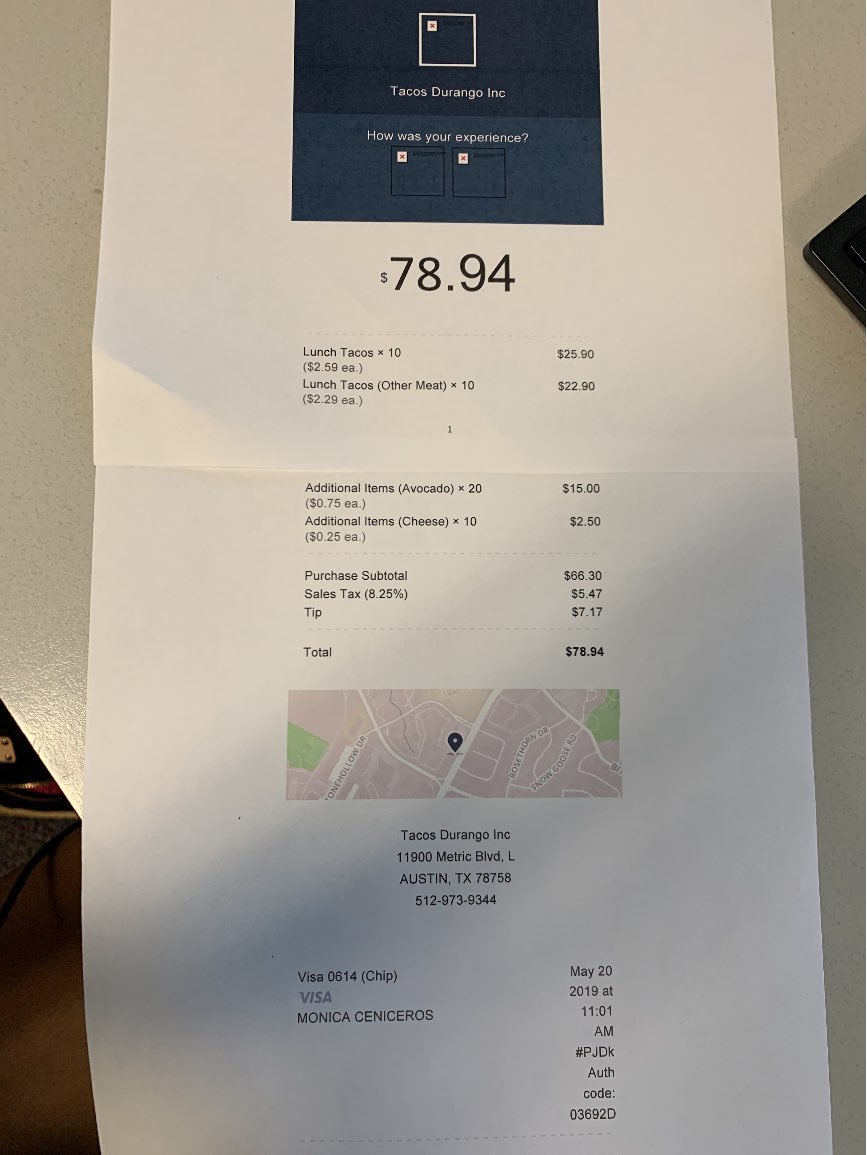 Tacos Durango Inc
How was your experience?
$78.94
Lunch Tacos × 10 $25.90
($2.59 ea.)
Lunch Tacos (Other Meat) × 10 $22.90
($2.29 ea.)
1
Additional Items (Avocado) × 20 $15.00
($0.75 ea.)
Additional Items (Cheese) × 10 $2.50
($0.25 ea.)
Purchase Subtotal $66.30
Sales Tax (8.25%) $5.47
Tip $7.17
Total $78.94
ONEHOLLOW DR
ROSETHORN DR
SNOW GOOSE RD
Tacos Durango Inc
11900 Metric Blvd, L
AUSTIN, TX 78758
512-973-9344
Visa 0614 (Chip)
VISA
MONICA CENICEROS
May 20
2019 at
11:01
AM
#PJDk
Auth
code:
03692D